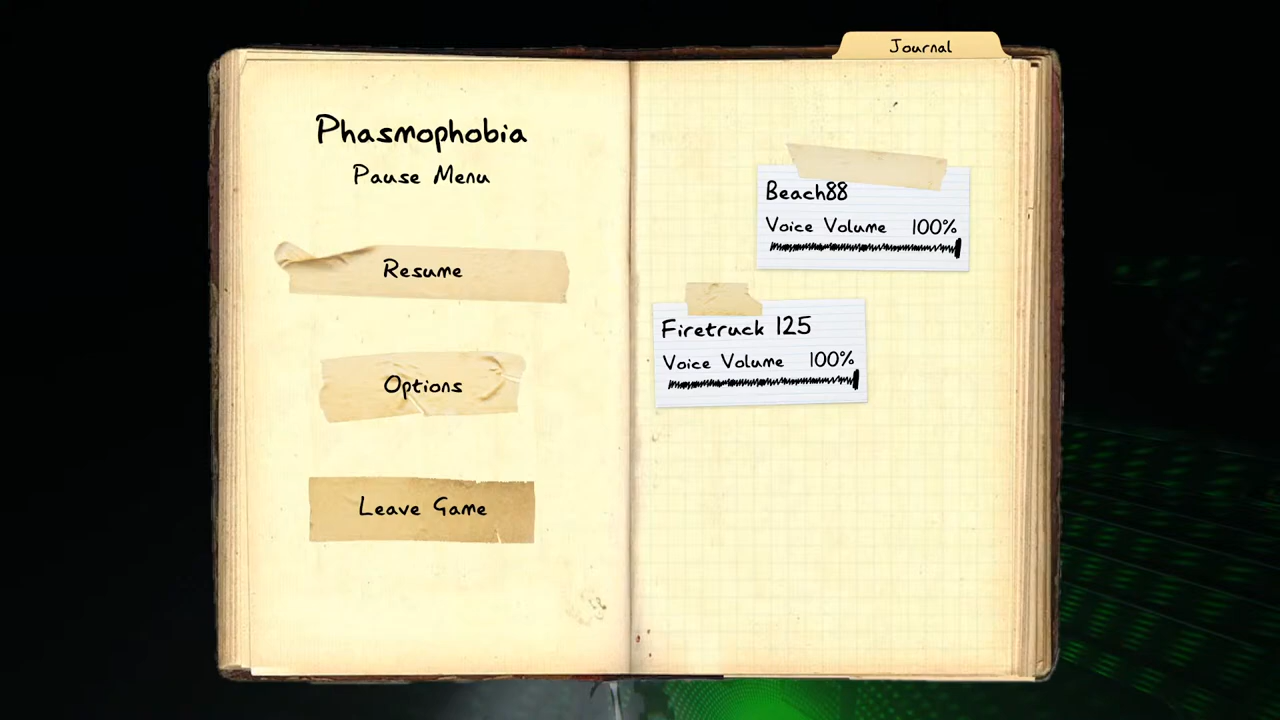 Journal
Phasmophobia
Pause Menu
Resume
Options
Leave Game
Beach88
Voice Volume 100%
Firetruck 125
Voice Volume 100%